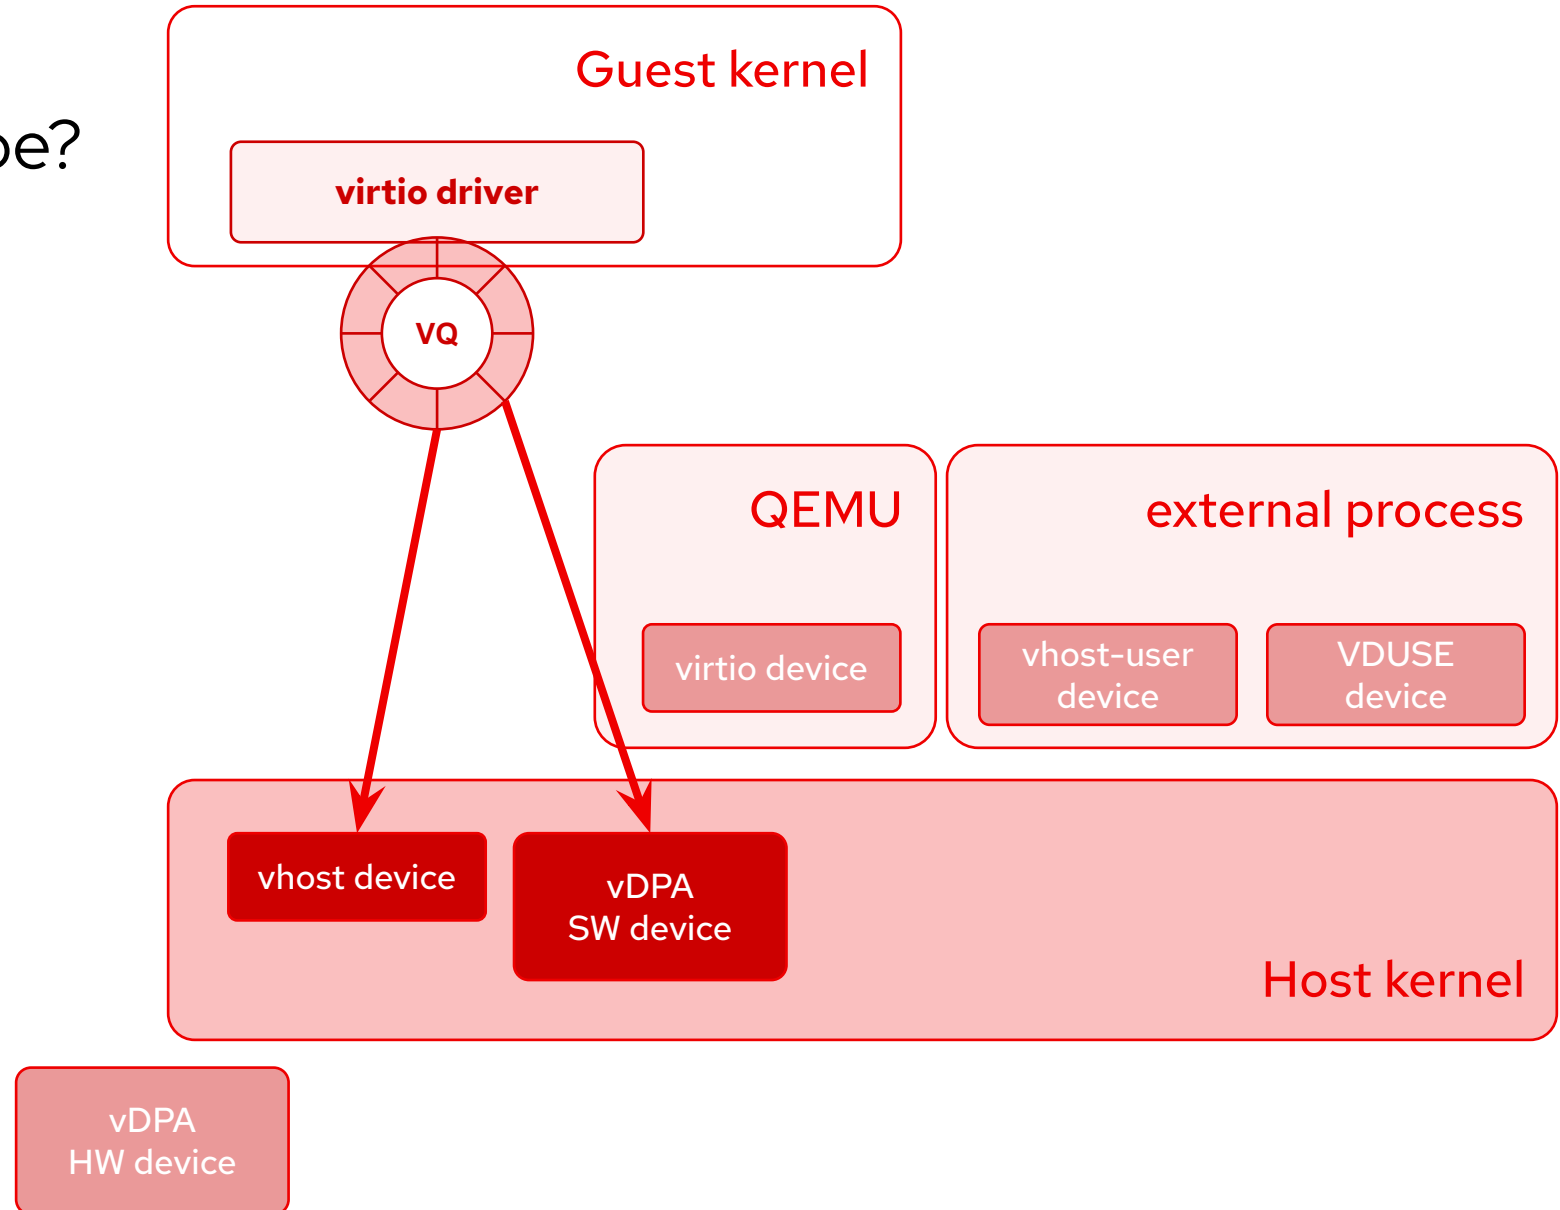 Guest kernel
be?
virtio driver
VQ
QEMU
external process
virtio device
vhost-user
device
VDUSE
device
vhost device
vDPA
SW device
Host kernel
vDPA
HW device